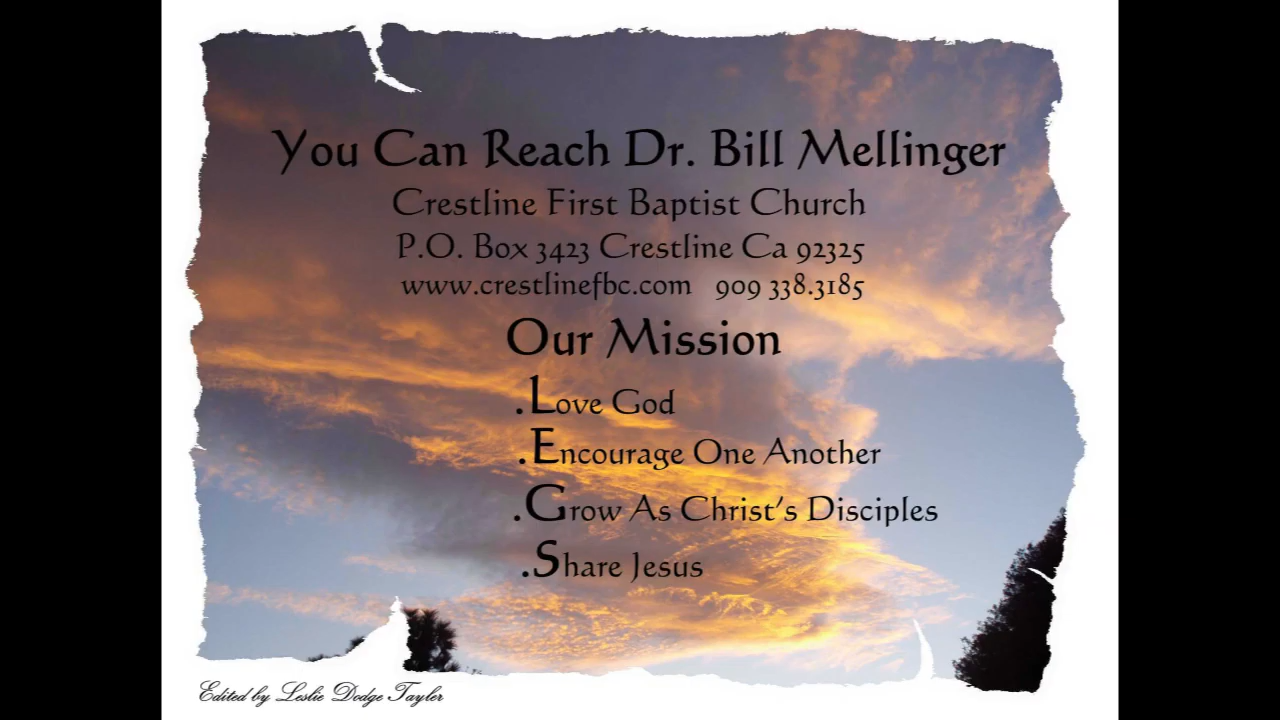 You Can Reach Dr. Bill Mellinger
Crestline First Baptist Church
P.O. Box 3423 Crestline Ca 92325
www.crestlinefbc.com 909 338.3185
Our Mission
.Love God
.Encourage One Another
.Grow As Christ's Disciples
.Share Jesus
Edited by Leslie Dodge Taylor